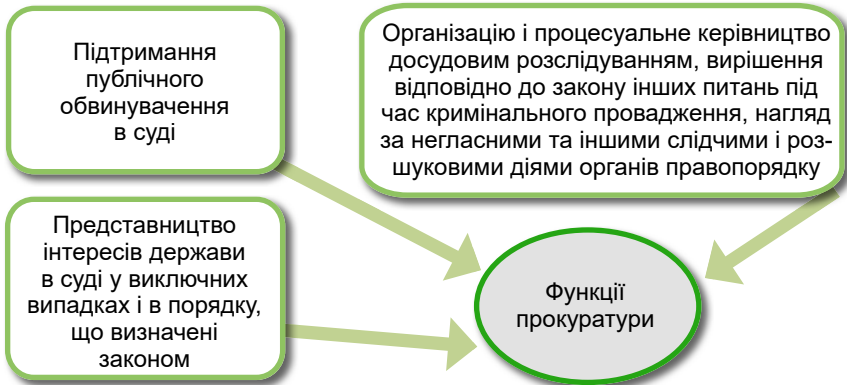 Підтримання
публічного
обвинувачення
в суді
Організацію і процесуальне керівництво
досудовим розслідуванням, вирішення
відповідно до закону інших питань під
час кримінального провадження, нагляд
за негласними та іншими слідчими і роз-
шуковими діями органів правопорядку
Представництво
інтересів держави
в суді у виключних
випадках і в порядку,
що визначені
законом
Функції
прокуратури